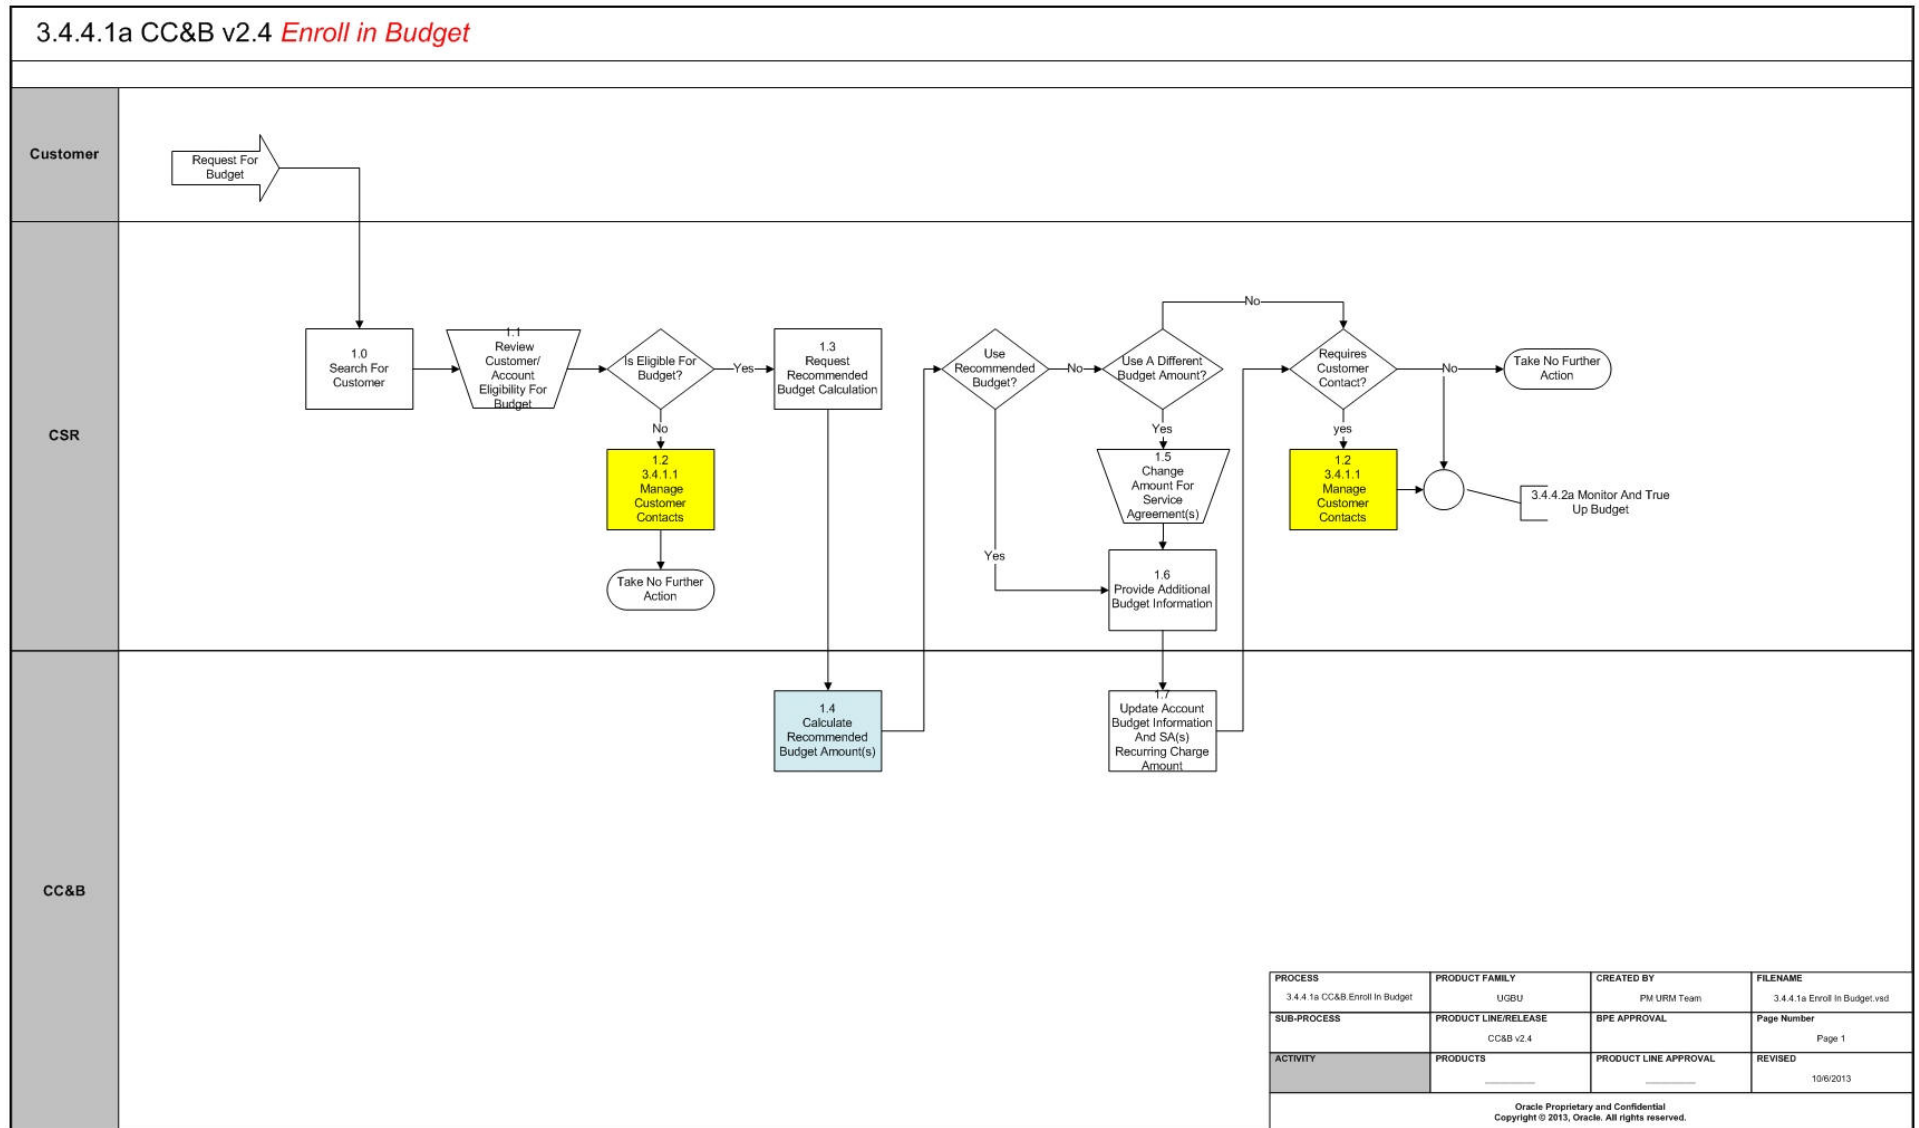 3.4.4.1a CC&B v2.4 Enroll in Budget
Customer
Request For
Budget
CSR
1.0
Search For
Customer
1.1
Review
Customer/
Account
Eligibility For
Budget
Is Eligible For
Budget?
Yes
No
1.2
3.4.1.1
Manage
Customer
Contacts
Take No Further
Action
1.3
Request
Recommended
Budget Calculation
Use
Recommended
Budget?
No
Yes
Use A Different
Budget Amount?
No
Yes
1.5
Change
Amount For
Service
Agreement(s)
1.6
Provide Additional
Budget Information
Requires
Customer
Contact?
No
yes
Take No Further
Action
1.2
3.4.1.1
Manage
Customer
Contacts
3.4.4.2a Monitor And True
Up Budget
CC&B
1.4
Calculate
Recommended
Budget Amount(s)
1.7
Update Account
Budget Information
And SA(s)
Recurring Charge
Amount
PROCESS
3.4.4.1a CC&B.Enroll In Budget
PRODUCT FAMILY
UGBU
CREATED BY
PM URM Team
FILENAME
3.4.4.1a Enroll In Budget.vsd
SUB-PROCESS
PRODUCT LINE/RELEASE
CC&B v2.4
BPE APPROVAL
Page Number
Page 1
ACTIVITY
PRODUCTS
PRODUCT LINE APPROVAL
REVISED
10/6/2013
Oracle Proprietary and Confidential
Copyright © 2013, Oracle. All rights reserved.